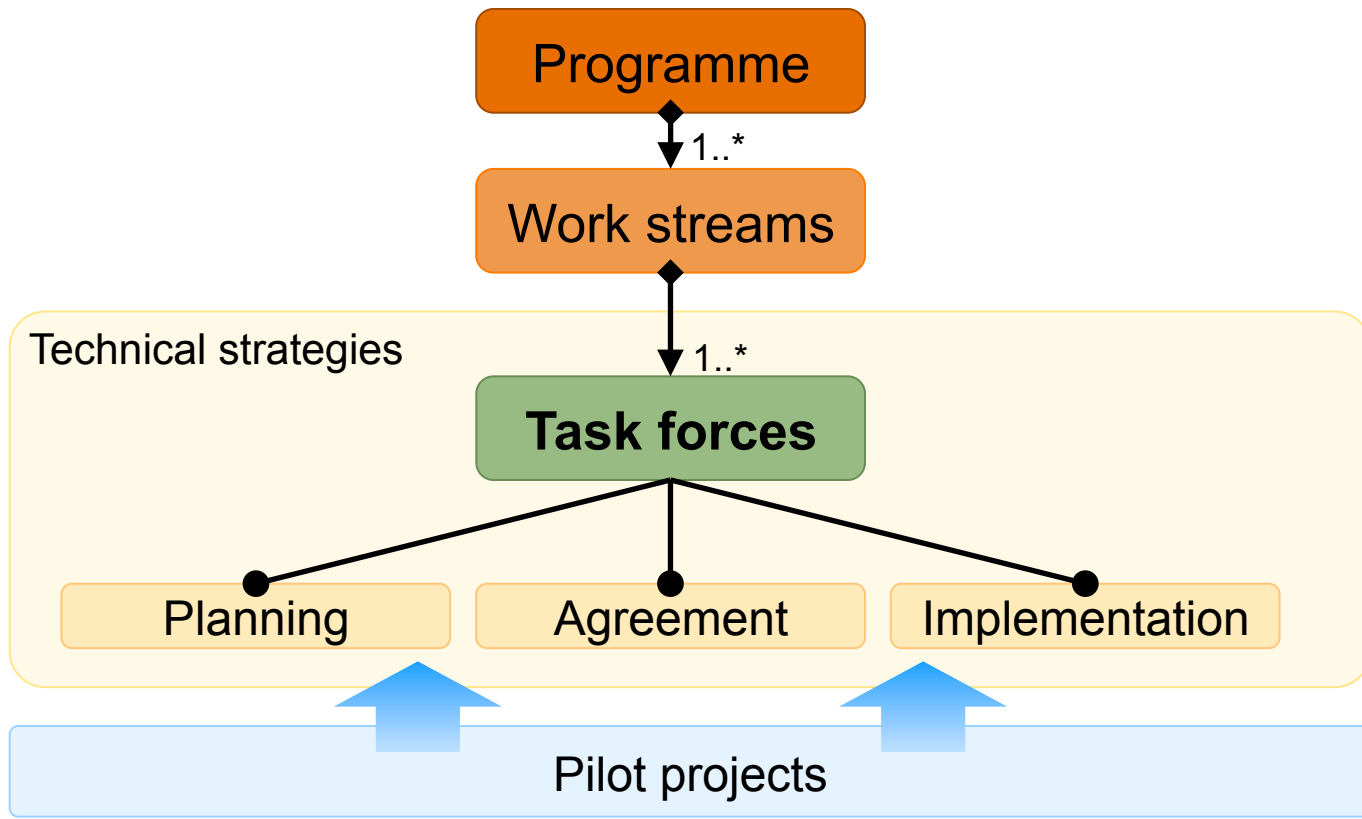 Programme
1..*
Work streams
Technical strategies
1..*
Task forces
Planning
Agreement
Implementation
Pilot projects